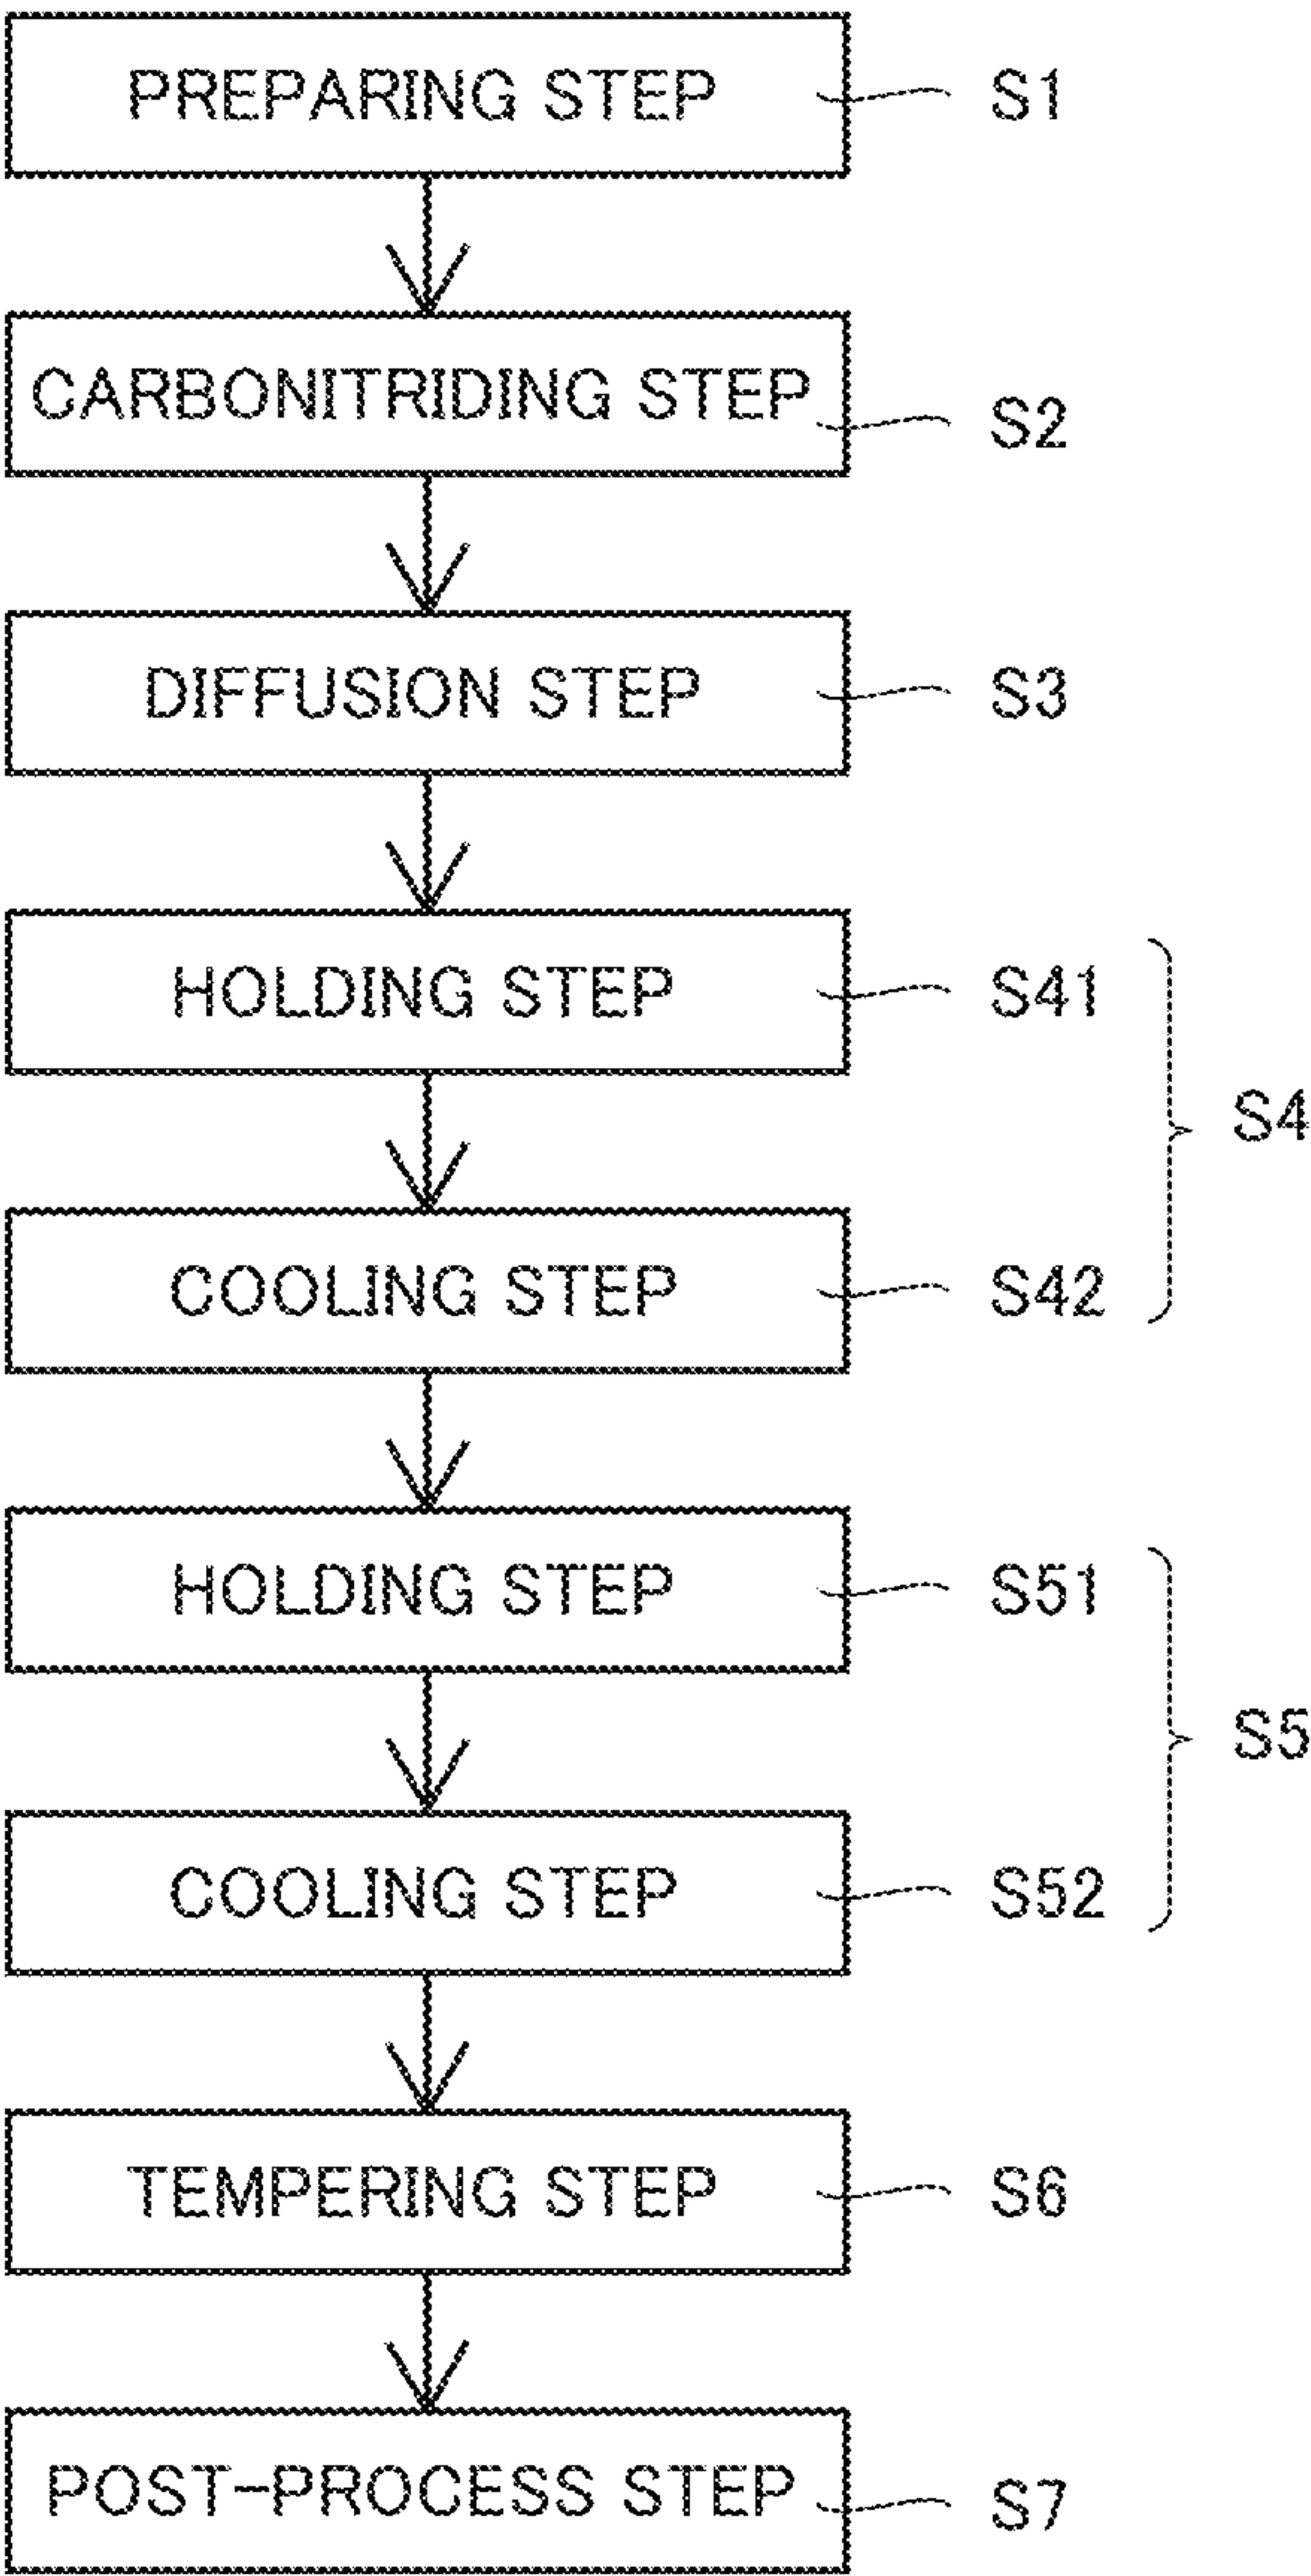 PREPARING STEP S1
CARBONITRIDING STEP S2
DIFFUSION STEP S3
HOLDING STEP S41
S4
COOLING STEP S42
HOLDING STEP S51
S5
COOLING STEP S52
TEMPERING STEP S6
POST-PROCESS STEP S7